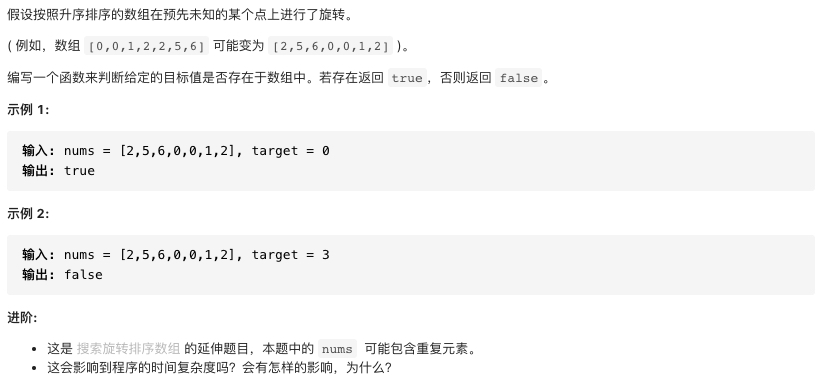 假设按照升序排序的数组在预先未知的某个点上进行了旋转。
( 例如，数组 [0,0,1,2,2,5,6] 可能变为 [2,5,6,0,0,1,2] )。
编写一个函数来判断给定的目标值是否存在于数组中。若存在返回 true，否则返回 false。
示例 1:
输入: nums = [2,5,6,0,0,1,2], target = 0
输出: true
示例 2:
输入: nums = [2,5,6,0,0,1,2], target = 3
输出: false
进阶:
• 这是 搜索旋转排序数组 的延伸题目，本题中的 nums 可能包含重复元素。
• 这会影响到程序的时间复杂度吗？会有怎样的影响，为什么？